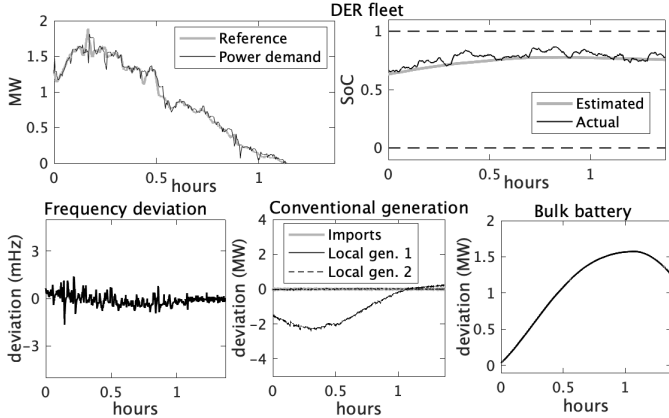 DER fleet
2
1.5
1
0.5
0
MW
Reference
Power demand
0
0.5
1
hours
1
0.5
0
SoC
Estimated
Actual
0
0.5
1
hours
Frequency deviation
3
0
−3
deviation (mHz)
0
0.5
1
hours
Conventional generation
4
2
0
−2
−4
deviation (MW)
Imports
Local gen. 1
Local gen. 2
0
0.5
1
hours
Bulk battery
2
1.5
1
0.5
0
deviation (MW)
0
0.5
1
hours